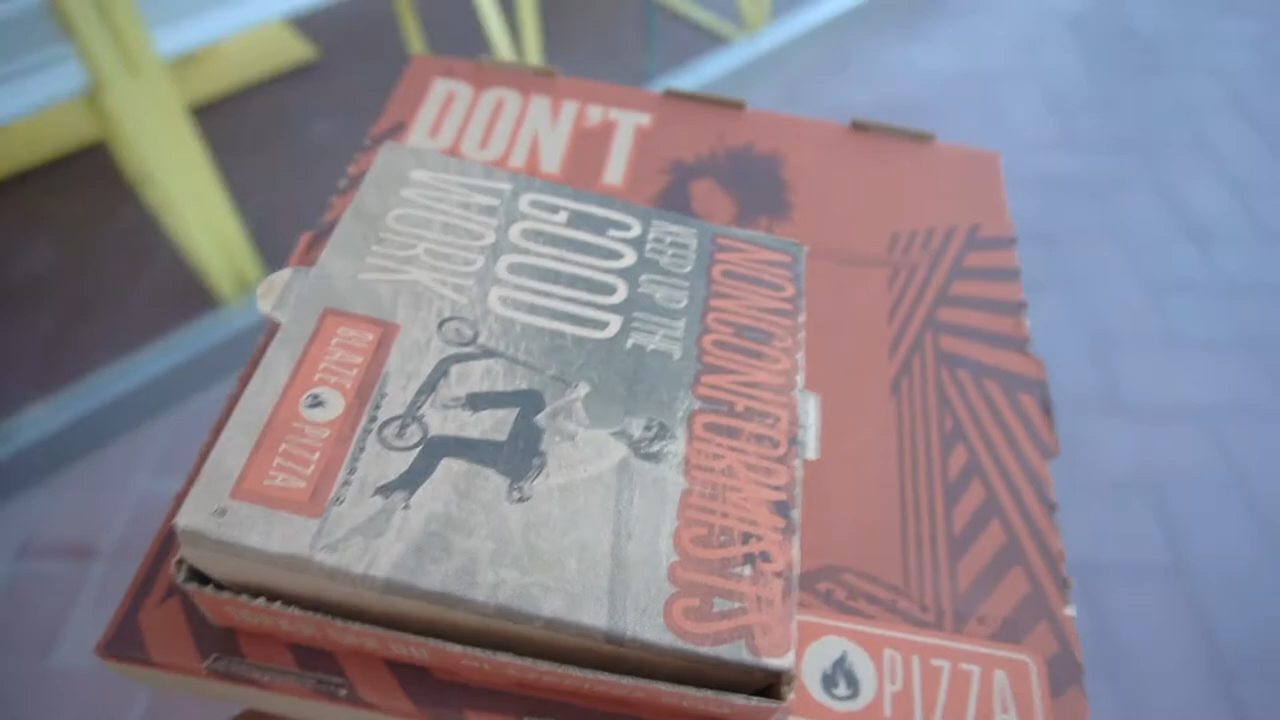 DON'T
NONCONFORMISTS
KEEP UP THE
GOOD
WORK
BLAZE PIZZA
PIZZA